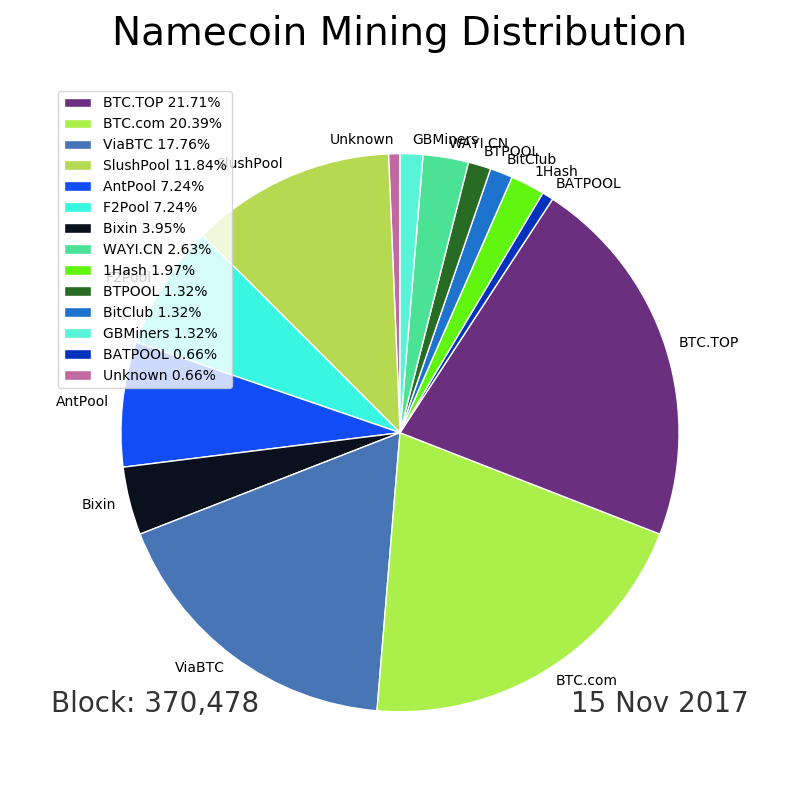 Namecoin Mining Distribution
BTC.TOP 21.71%
BTC.com 20.39%
ViaBTC 17.76%
SlushPool 11.84%
AntPool 7.24%
F2Pool 7.24%
Bixin 3.95%
WAYI.CN 2.63%
1Hash 1.97%
BTPOOL 1.32%
BitClub 1.32%
GBMiners 1.32%
BATPOOL 0.66%
Unknown 0.66%
Unknown
GBMiners
WAYI.CN
BTPOOL
BitClub
1Hash
BATPOOL
SlushPool
F2Pool
BTC.TOP
AntPool
Bixin
ViaBTC
BTC.com
Block: 370,478
15 Nov 2017